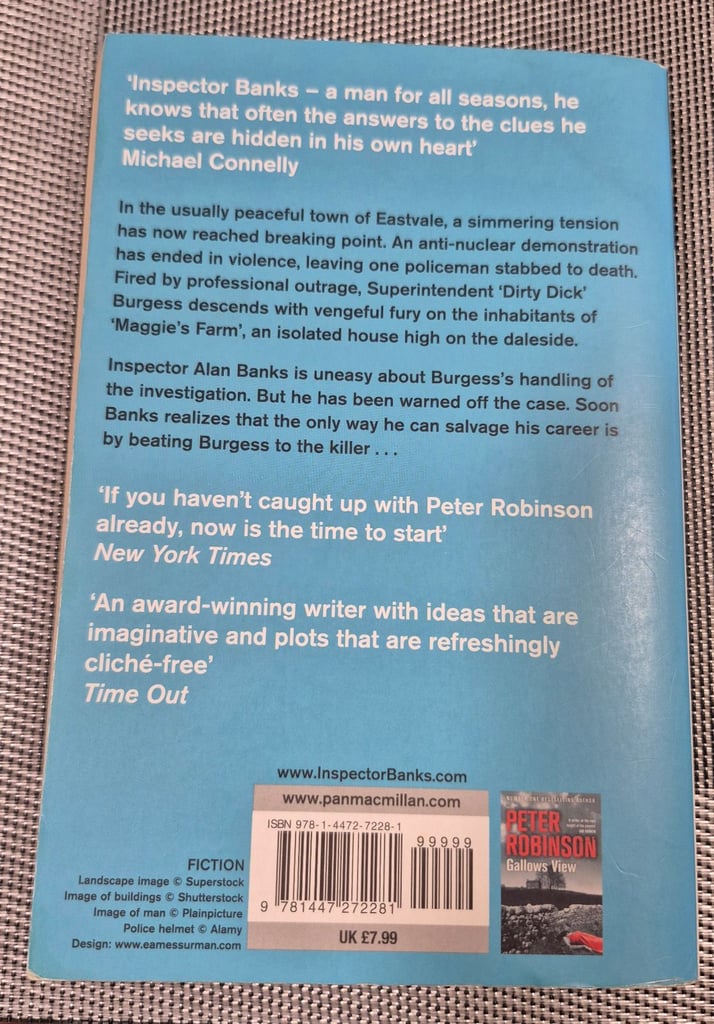 'Inspector Banks – a man for all seasons, he
knows that often the answers to the clues he
seeks are hidden in his own heart'
Michael Connelly
In the usually peaceful town of Eastvale, a simmering tension
has now reached breaking point. An anti-nuclear demonstration
has ended in violence, leaving one policeman stabbed to death.
Fired by professional outrage, Superintendent 'Dirty Dick'
Burgess descends with vengeful fury on the inhabitants of
'Maggie's Farm', an isolated house high on the daleside.
Inspector Alan Banks is uneasy about Burgess's handling of
the investigation. But he has been warned off the case. Soon
Banks realizes that the only way he can salvage his career is
by beating Burgess to the killer . . .
'If you haven't caught up with Peter Robinson
already, now is the time to start'
New York Times
'An award-winning writer with ideas that are
imaginative and plots that are refreshingly
cliché-free'
Time Out
www.InspectorBanks.com
www.panmacmillan.com
ISBN 978-1-4472-7228-1
99999
9 781447 272281
UK £7.99
FICTION
Landscape image © Superstock
Image of buildings © Shutterstock
Image of man © Plainpicture
Police helmet © Alamy
Design: www.eamessurman.com
PETER
ROBINSON
Gallows View